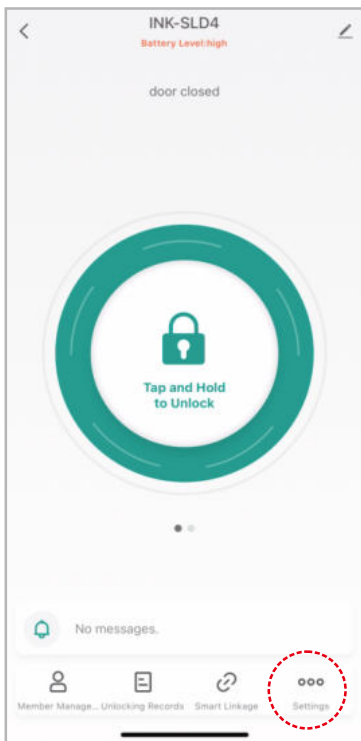 INK-SLD4
Battery Level:high
door closed
Tap and Hold
to Unlock
No messages.
Member Manage... Unlocking Records Smart Linkage Settings